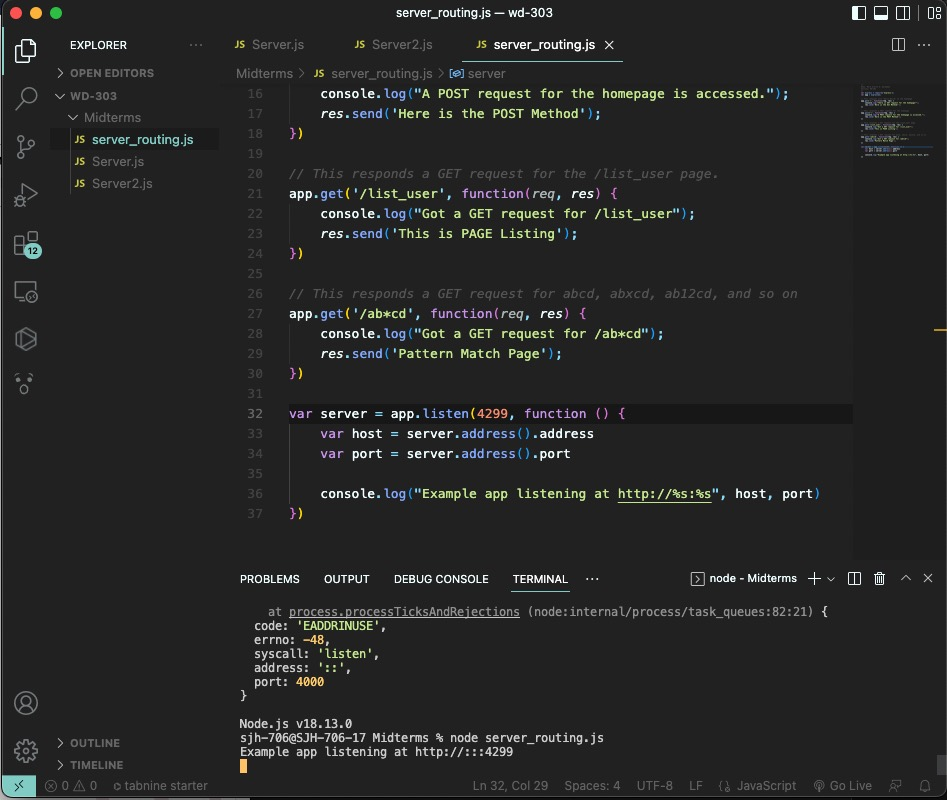 server_routing.js — wd-303
EXPLORER
JS Server.js
JS Server2.js
JS server_routing.js
OPEN EDITORS
Midterms > JS server_routing.js > server
WD-303
Midterms
JS server_routing.js
JS Server.js
JS Server2.js
12
16 console.log("A POST request for the homepage is accessed.");
17 res.send('Here is the POST Method');
18 })
19
20 // This responds a GET request for the /list_user page.
21 app.get('/list_user', function(req, res) {
22 console.log("Got a GET request for /list_user");
23 res.send('This is PAGE Listing');
24 })
25
26 // This responds a GET request for abcd, abxcd, ab12cd, and so on
27 app.get('/ab*cd', function(req, res) {
28 console.log("Got a GET request for /ab*cd");
29 res.send('Pattern Match Page');
30 })
31
32 var server = app.listen(4299, function () {
33 var host = server.address().address
34 var port = server.address().port
35
36 console.log("Example app listening at http://%s:%s", host, port)
37 })
PROBLEMS OUTPUT DEBUG CONSOLE TERMINAL ··· node - Midterms
at process.processTicksAndRejections (node:internal/process/task_queues:82:21) {
code: 'EADDRINUSE',
errno: -48,
syscall: 'listen',
address: '::',
port: 4000
}
Node.js v18.13.0
sjh-706@SJH-706-17 Midterms % node server_routing.js
Example app listening at http://:::4299
OUTLINE
TIMELINE
0 0 tabnine starter Ln 32, Col 29 Spaces: 4 UTF-8 LF {} JavaScript Go Live